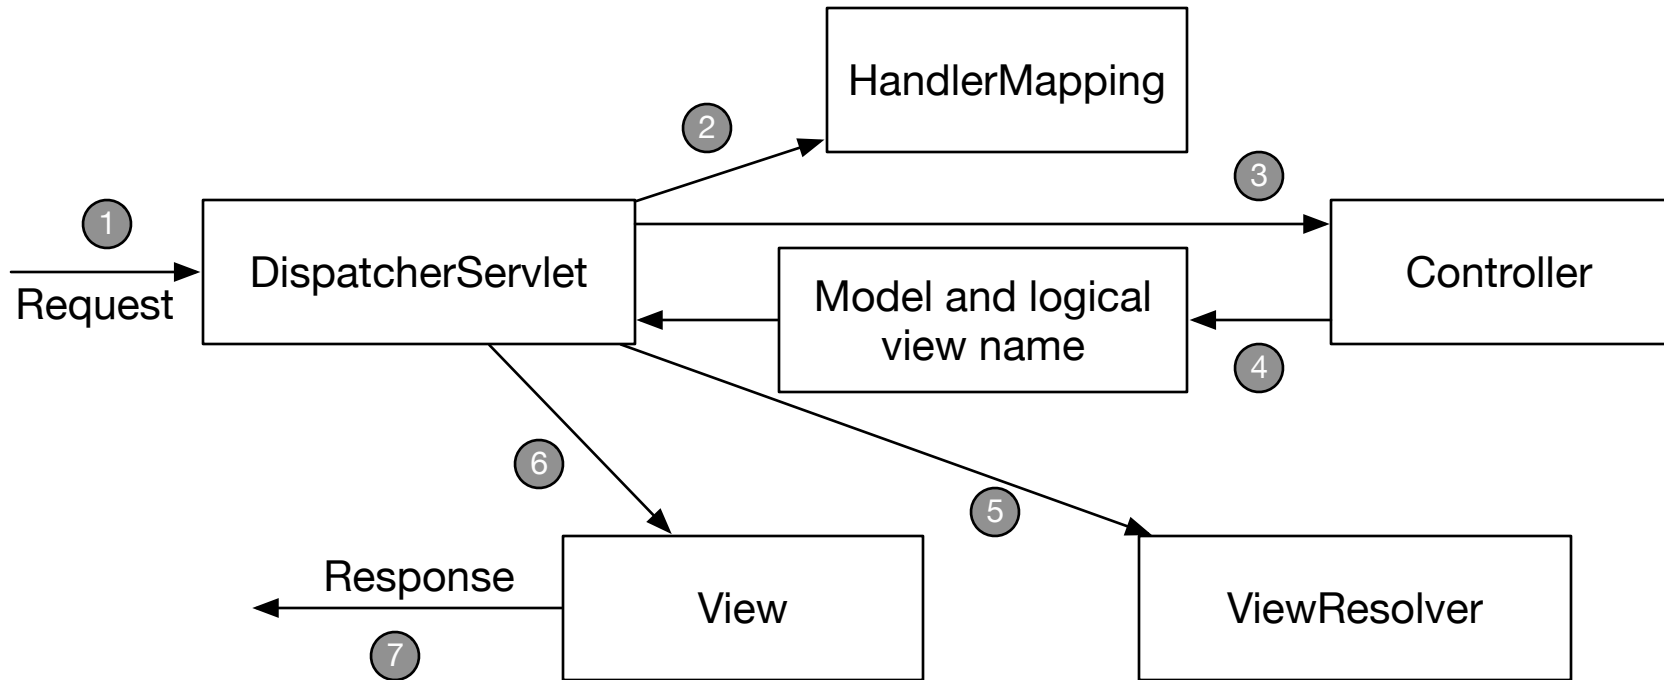 HandlerMapping
2
3
1
DispatcherServlet
Controller
Request
Model and logical
view name
4
6
5
Response
View
ViewResolver
7